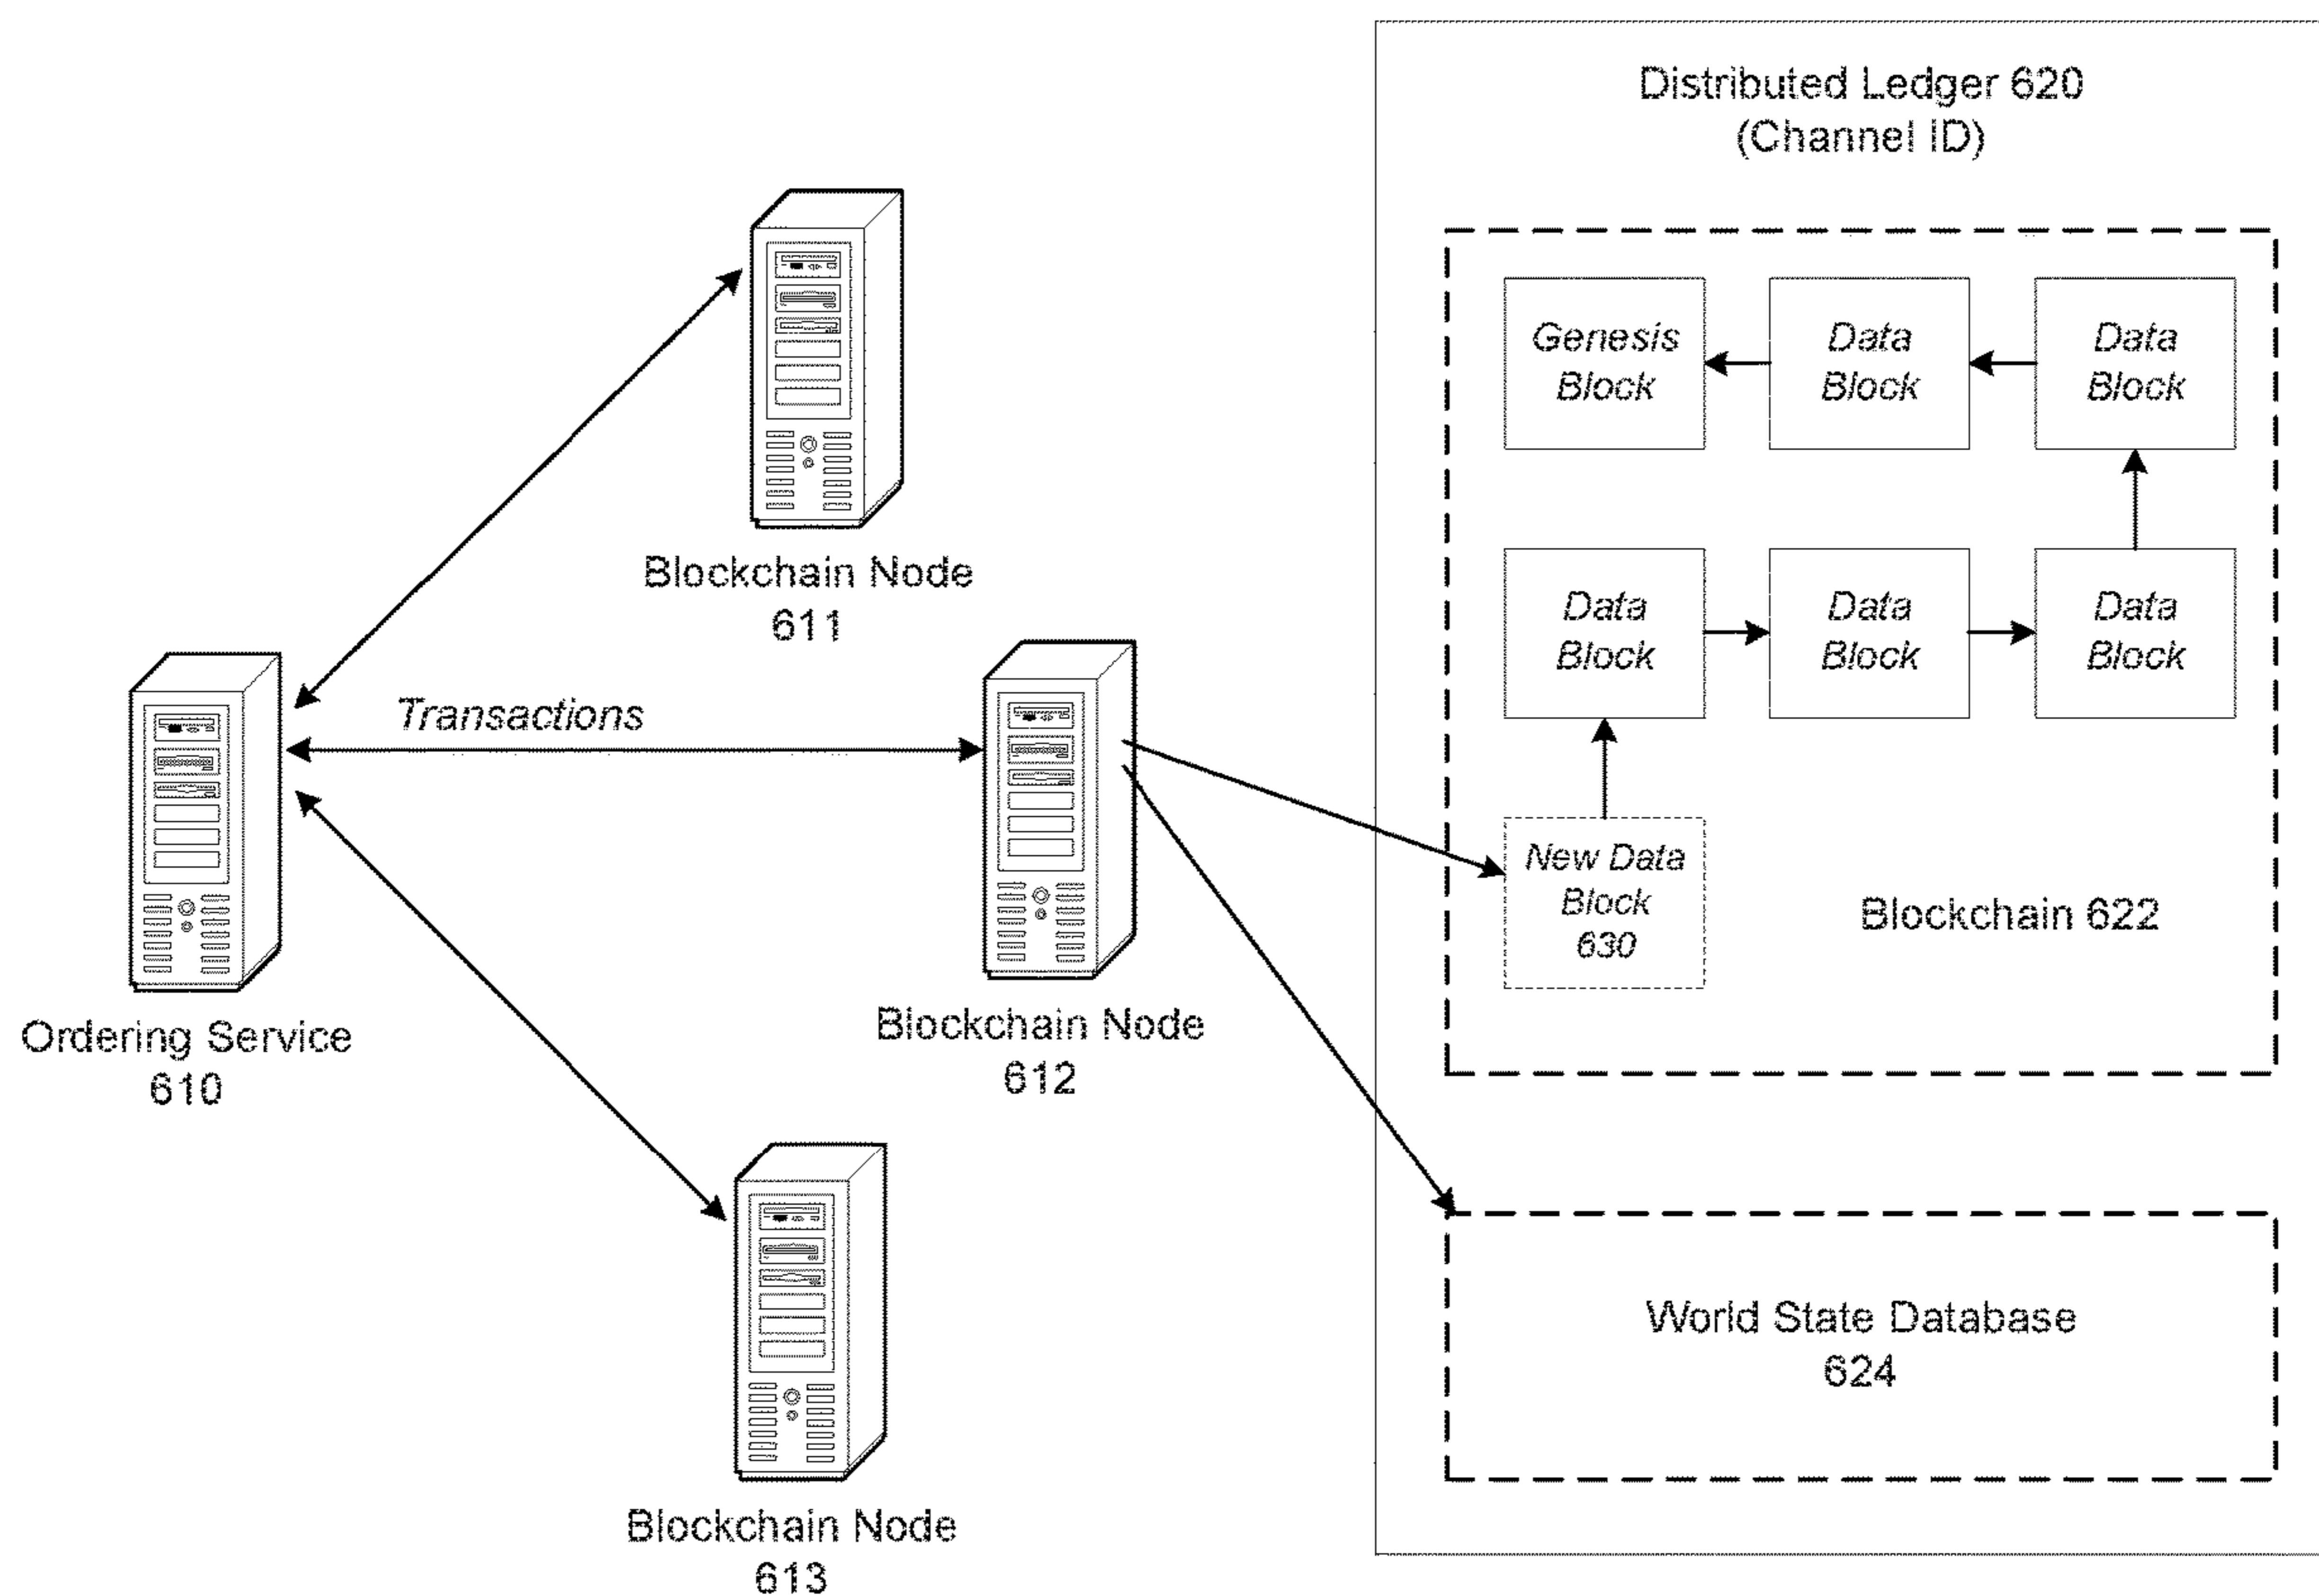 Distributed Ledger 620
(Channel ID)
Genesis
Block
Data
Block
Data
Block
Blockchain Node
611
Data
Block
Data
Block
Data
Block
Transactions
New Data
Block
630
Blockchain 622
Ordering Service
610
Blockchain Node
612
World State Database
624
Blockchain Node
613